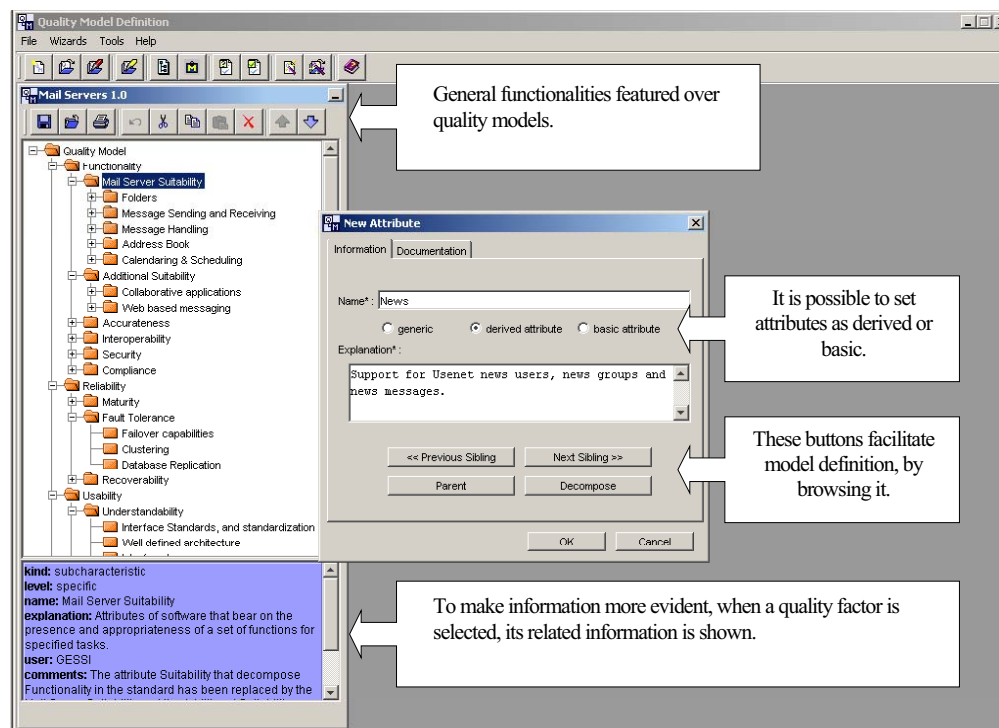 Quality Model Definition
File Wizards Tools Help
Mail Servers 1.0
General functionalities featured over
quality models.
Quality Model
Functionality
Mail Server Suitability
Folders
Message Sending and Receiving
Message Handling
Address Book
Calendaring & Scheduling
Additional Suitability
Collaborative applications
Web based messaging
Accurateness
Interoperability
Security
Compliance
Reliability
Maturity
Fault Tolerance
Failover capabilities
Clustering
Database Replication
Recoverability
Usability
Understandability
Interface Standards, and standardization
Well defined architecture
New Attribute
Information Documentation
Name* : News
generic derived attribute basic attribute
Explanation* :
Support for Usenet news users, news groups and
news messages.
<< Previous Sibling Next Sibling >>
Parent Decompose
OK Cancel
It is possible to set
attributes as derived or
basic.
These buttons facilitate
model definition, by
browsing it.
kind: subcharacteristic
level: specific
name: Mail Server Suitability
explanation: Attributes of software that bear on the
presence and appropriateness of a set of functions for
specified tasks.
user: GESSI
comments: The attribute Suitability that decompose
Functionality in the standard has been replaced by the
To make information more evident, when a quality factor is
selected, its related information is shown.